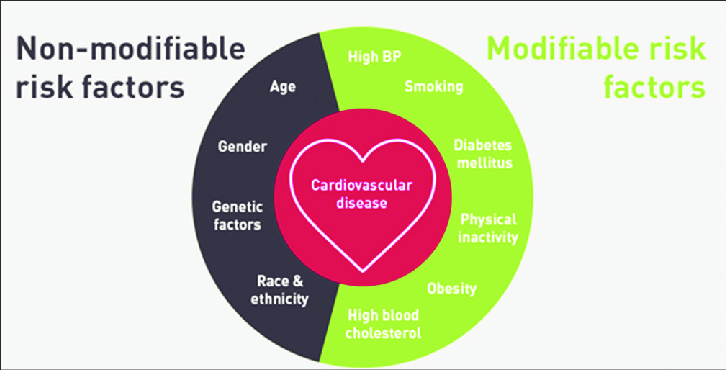 Non-modifiable
risk factors
Modifiable risk
factors
High BP
Smoking
Age
Gender
Diabetes
mellitus
Cardiovascular
disease
Genetic
factors
Physical
inactivity
Race &
ethnicity
Obesity
High blood
cholesterol